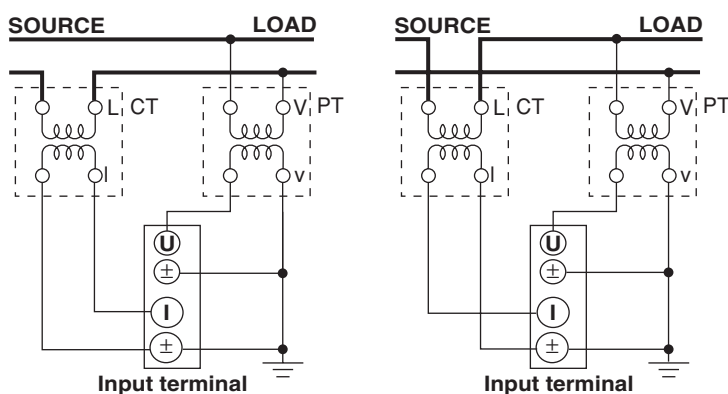 SOURCE LOAD
L CT V PT
l v
U
±
I
±
Input terminal
SOURCE LOAD
L CT V PT
l v
U
±
I
±
Input terminal